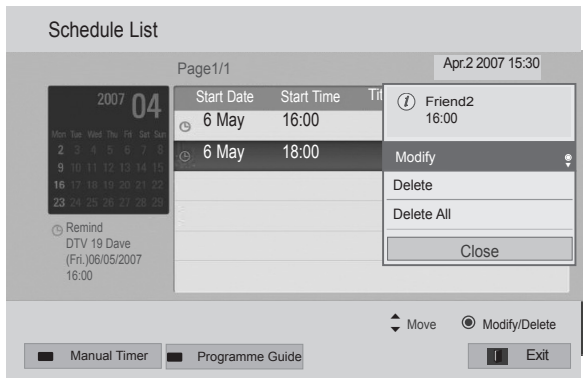 Schedule List
Page1/1
Apr.2 2007 15:30
2007 04
Mon Tue Wed Thu Fri Sat Sun
2 3 4 5 6 7 8
9 10 11 12 13 14 15
16 17 18 19 20 21 22
23 24 25 26 27 28 29
Remind
DTV 19 Dave
(Fri.)06/05/2007
16:00
Start Date Start Time Tit
6 May 16:00
6 May 18:00
Friend2
16:00
Modify
Delete
Delete All
Close
Move Modify/Delete
Manual Timer Programme Guide Exit